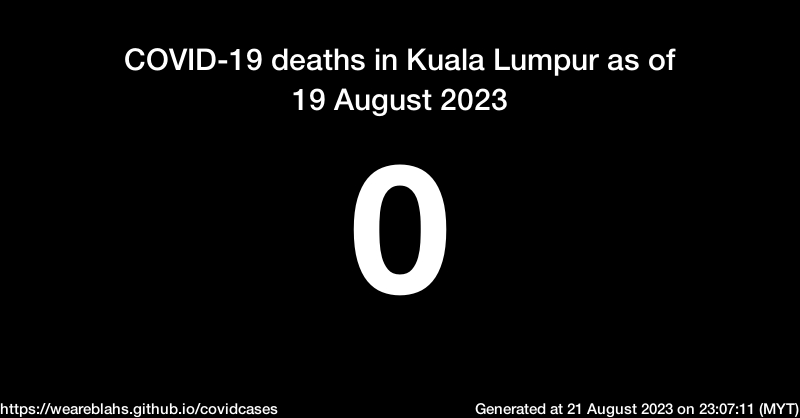 COVID-19 deaths in Kuala Lumpur as of
19 August 2023
0
https://weareblahs.github.io/covidcases
Generated at 21 August 2023 on 23:07:11 (MYT)